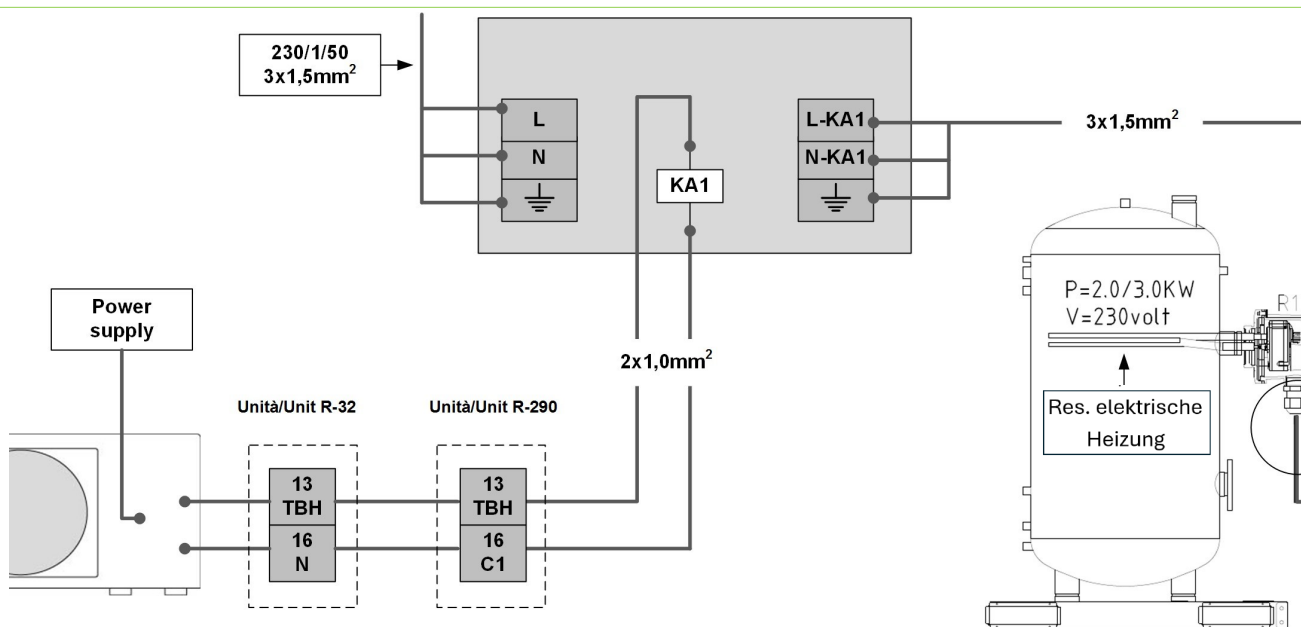 230/1/50
3x1,5mm²
L
N
KA1
L-KA1
N-KA1
3x1,5mm²
Power
supply
2x1,0mm²
P=2.0/3.0KW
V=230volt
R1
Res. elektrische
Heizung
Unità/Unit R-32
Unità/Unit R-290
13
TBH
16
N
13
TBH
16
C1